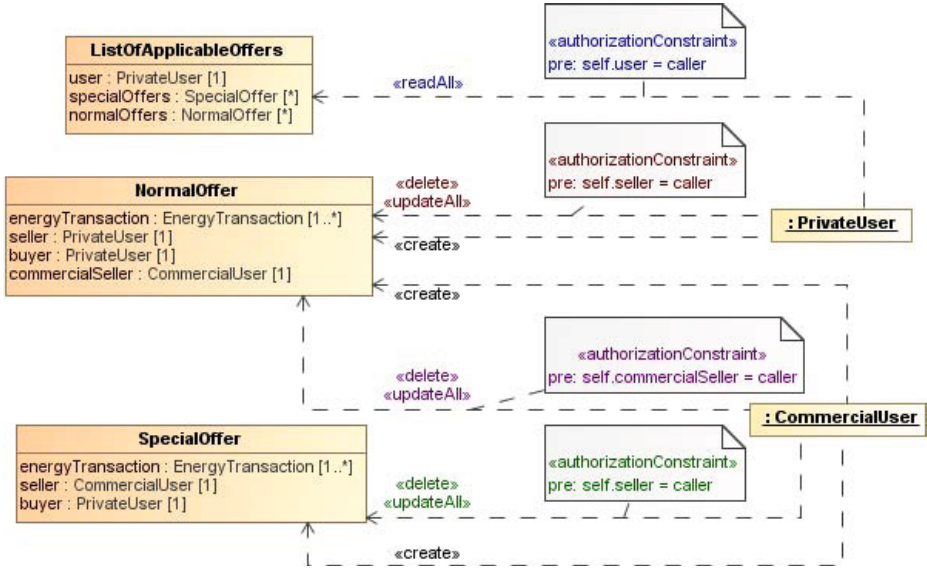 ListOfApplicableOffers
user : PrivateUser [1]
specialOffers : SpecialOffer [*]
normalOffers : NormalOffer [*]
«readAll»
«authorizationConstraint»
pre: self.user = caller
NormalOffer
energyTransaction : EnergyTransaction [1..*]
seller : PrivateUser [1]
buyer : PrivateUser [1]
commercialSeller : CommercialUser [1]
«delete»
«updateAll»
«create»
«create»
«authorizationConstraint»
pre: self.seller = caller
: PrivateUser
«delete»
«updateAll»
«authorizationConstraint»
pre: self.commercialSeller = caller
: CommercialUser
SpecialOffer
energyTransaction : EnergyTransaction [1..*]
seller : CommercialUser [1]
buyer : PrivateUser [1]
«delete»
«updateAll»
«authorizationConstraint»
pre: self.seller = caller
«create»